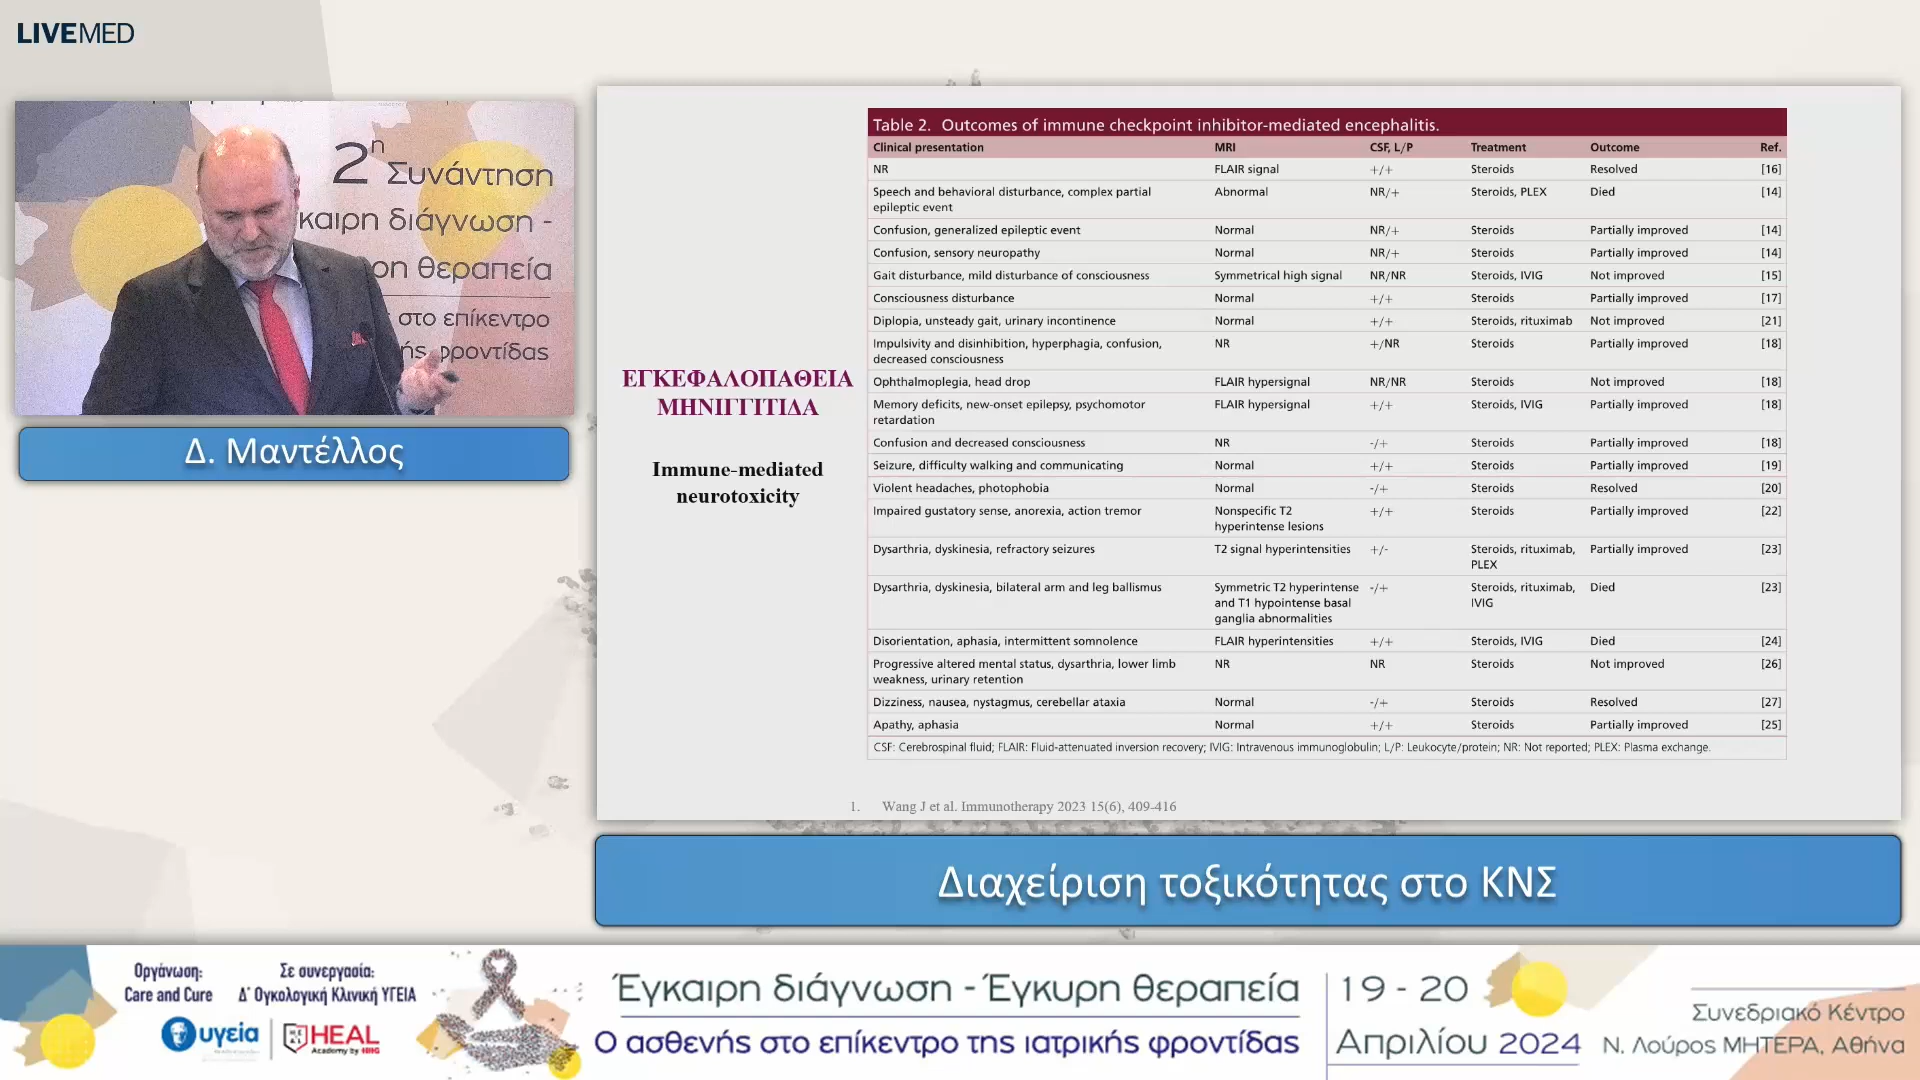 LIVEMED
2η Συνάντηση
καιρη διάγνωση -
ρη θεραπεία
στο επίκεντρο
ής φροντίδας
Δ. Μαντέλλος
ΕΓΚΕΦΑΛΟΠΑΘΕΙΑ
ΜΗΝΙΓΓΙΤΙΔΑ
Immune-mediated
neurotoxicity
Table 2. Outcomes of immune checkpoint inhibitor-mediated encephalitis.
Clinical presentation MRI CSF, L/P Treatment Outcome Ref.
NR FLAIR signal +/+ Steroids Resolved [16]
Speech and behavioral disturbance, complex partial Abnormal NR/+ Steroids, PLEX Died [14]
epileptic event
Confusion, generalized epileptic event Normal NR/+ Steroids Partially improved [14]
Confusion, sensory neuropathy Normal NR/+ Steroids Partially improved [14]
Gait disturbance, mild disturbance of consciousness Symmetrical high signal NR/NR Steroids, IVIG Not improved [15]
Consciousness disturbance Normal +/+ Steroids Partially improved [17]
Diplopia, unsteady gait, urinary incontinence Normal +/+ Steroids, rituximab Not improved [21]
Impulsivity and disinhibition, hyperphagia, confusion, NR +/NR Steroids Partially improved [18]
decreased consciousness
Ophthalmoplegia, head drop FLAIR hypersignal NR/NR Steroids Not improved [18]
Memory deficits, new-onset epilepsy, psychomotor FLAIR hypersignal +/+ Steroids, IVIG Partially improved [18]
retardation
Confusion and decreased consciousness NR -/+ Steroids Partially improved [18]
Seizure, difficulty walking and communicating Normal +/+ Steroids Partially improved [19]
Violent headaches, photophobia Normal -/+ Steroids Resolved [20]
Impaired gustatory sense, anorexia, action tremor Nonspecific T2 +/+ Steroids Partially improved [22]
hyperintense lesions
Dysarthria, dyskinesia, refractory seizures T2 signal hyperintensities +/- Steroids, rituximab, Partially improved [23]
PLEX
Dysarthria, dyskinesia, bilateral arm and leg ballismus Symmetric T2 hyperintense -/+ Steroids, rituximab, Died [23]
and T1 hypointense basal IVIG
ganglia abnormalities
Disorientation, aphasia, intermittent somnolence FLAIR hyperintensities +/+ Steroids, IVIG Died [24]
Progressive altered mental status, dysarthria, lower limb NR NR Steroids Not improved [26]
weakness, urinary retention
Dizziness, nausea, nystagmus, cerebellar ataxia Normal -/+ Steroids Resolved [27]
Apathy, aphasia Normal +/+ Steroids Partially improved [25]
CSF: Cerebrospinal fluid; FLAIR: Fluid-attenuated inversion recovery; IVIG: Intravenous immunoglobulin; L/P: Leukocyte/protein; NR: Not reported; PLEX: Plasma exchange.
1. Wang J et al. Immunotherapy 2023 15(6), 409-416
Διαχείριση τοξικότητας στο ΚΝΣ
Οργάνωση:
Care and Cure
Σε συνεργασία:
Δ' Ογκολογική Κλινική ΥΓΕΙΑ
υγεία
HEAL
Academy by HHG
Έγκαιρη διάγνωση - Έγκυρη θεραπεία
Ο ασθενής στο επίκεντρο της ιατρικής φροντίδας
19 - 20
Απριλίου 2024
Συνεδριακό Κέντρο
Ν. Λούρος ΜΗΤΕΡΑ, Αθήνα